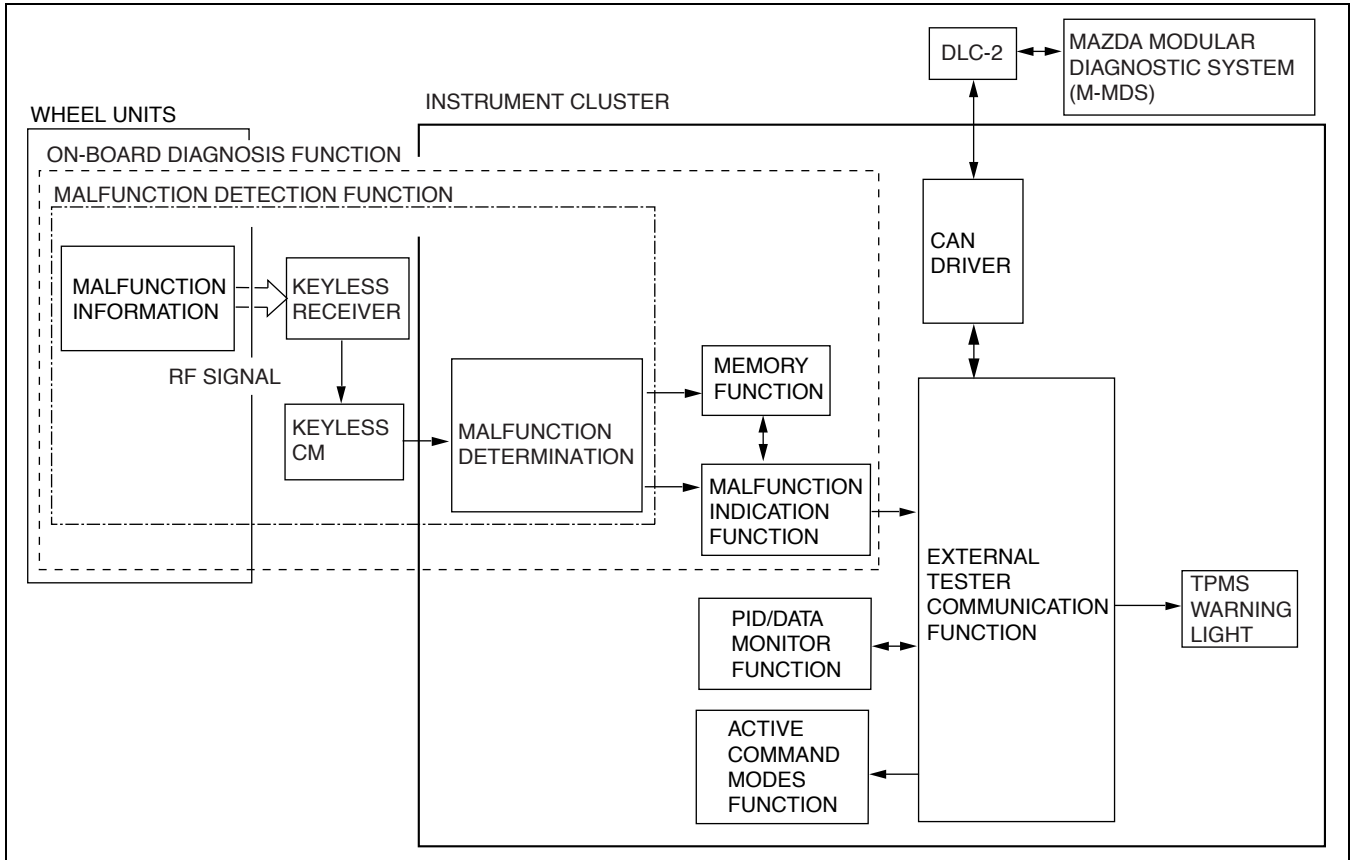 DLC-2
MAZDA MODULAR
DIAGNOSTIC SYSTEM
(M-MDS)
WHEEL UNITS
INSTRUMENT CLUSTER
ON-BOARD DIAGNOSIS FUNCTION
MALFUNCTION DETECTION FUNCTION
MALFUNCTION
INFORMATION
KEYLESS
RECEIVER
RF SIGNAL
KEYLESS
CM
MALFUNCTION
DETERMINATION
MEMORY
FUNCTION
MALFUNCTION
INDICATION
FUNCTION
CAN
DRIVER
EXTERNAL
TESTER
COMMUNICATION
FUNCTION
TPMS
WARNING
LIGHT
PID/DATA
MONITOR
FUNCTION
ACTIVE
COMMAND
MODES
FUNCTION